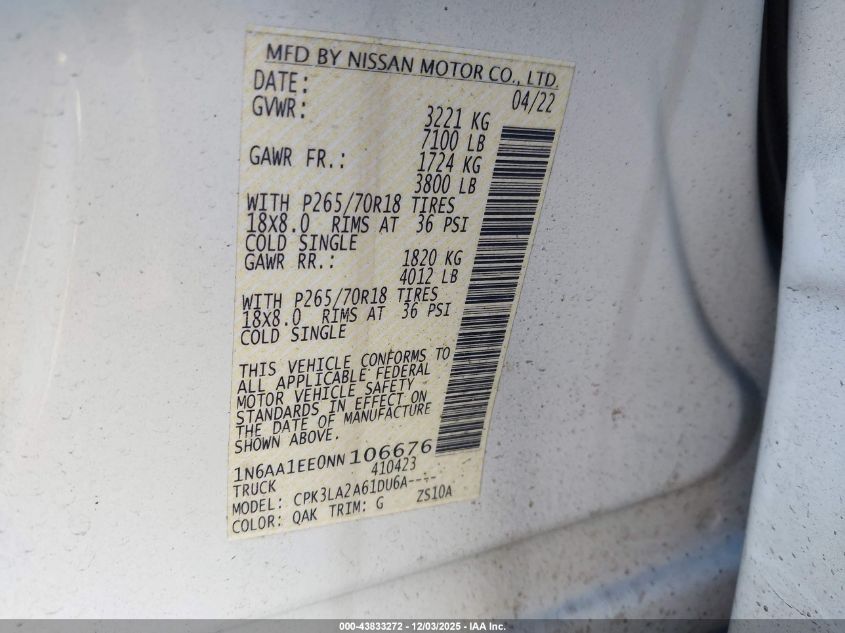 MFD BY NISSAN MOTOR CO., LTD.
DATE: 04/22
GVWR: 3221 KG
7100 LB
GAWR FR.: 1724 KG
3800 LB
WITH P265/70R18 TIRES
18X8.0 RIMS AT 36 PSI
COLD SINGLE
GAWR RR.: 1820 KG
4012 LB
WITH P265/70R18 TIRES
18X8.0 RIMS AT 36 PSI
COLD SINGLE
THIS VEHICLE CONFORMS TO
ALL APPLICABLE FEDERAL
MOTOR VEHICLE SAFETY
STANDARDS IN EFFECT ON
THE DATE OF MANUFACTURE
SHOWN ABOVE.
1N6AA1EE0NN106676
TRUCK 410423
MODEL: CPK3LA2A61DU6A----
COLOR: QAK TRIM: G ZS10A
000-43833272 - 12/03/2025 - IAA Inc.